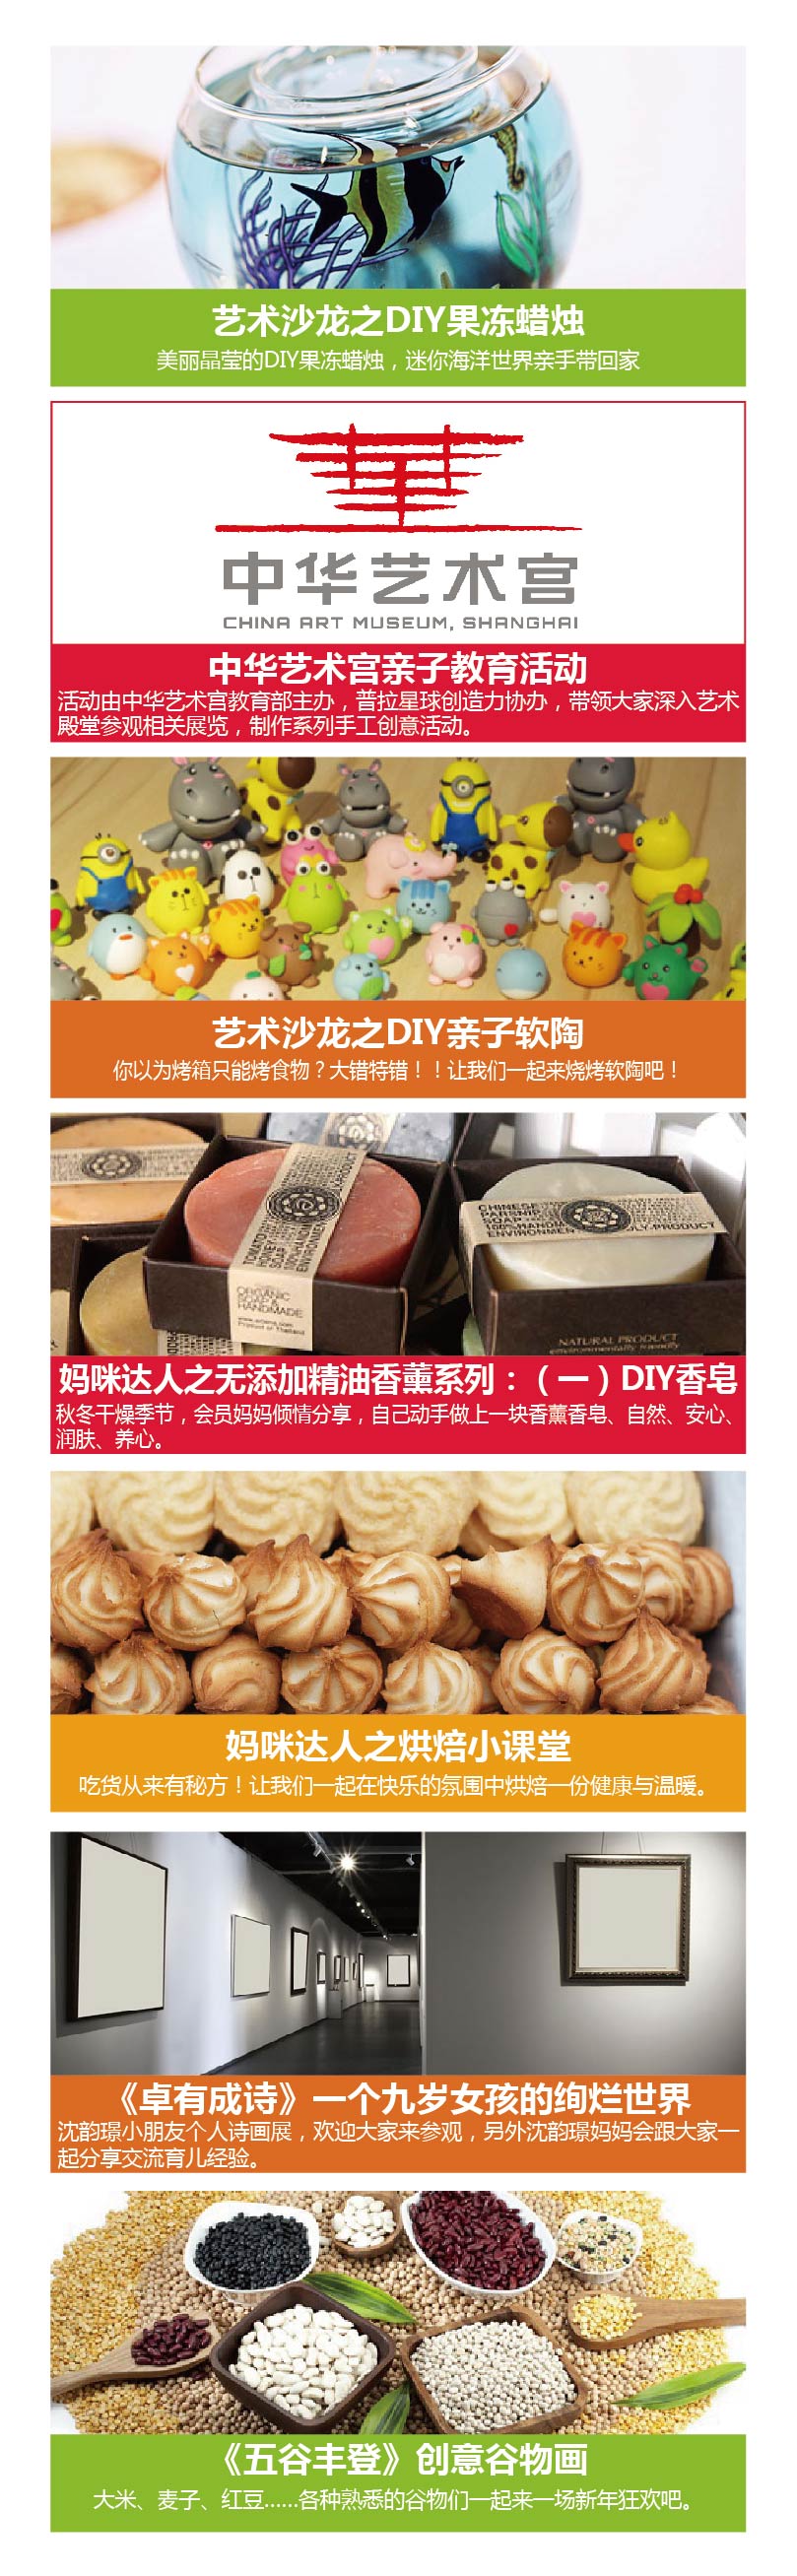 艺术沙龙之DIY果冻蜡烛
美丽晶莹的DIY果冻蜡烛，迷你海洋世界亲手带回家
中华艺术宫
CHINA ART MUSEUM, SHANGHAI
中华艺术宫亲子教育活动
活动由中华艺术宫教育部主办，普拉星球创造力协办，带领大家深入艺术
殿堂参观相关展览，制作系列手工创意活动。
艺术沙龙之DIY亲子软陶
你以为烤箱只能烤食物？大错特错！！让我们一起来烧烤软陶吧！
ORGANIC
SOAP &
HANDMADE
Product of Thailand
CHINESE
NATURAL PRODUCT
environmentally friendly
妈咪达人之无添加精油香薰系列：（一）DIY香皂
秋冬干燥季节，会员妈妈倾情分享，自己动手做上一块香薰香皂、自然、安心、
润肤、养心。
妈咪达人之烘焙小课堂
吃货从来有秘方！让我们一起在快乐的氛围中烘焙一份健康与温暖。
《卓有成诗》一个九岁女孩的绚烂世界
沈韵璟小朋友个人诗画展，欢迎大家来参观，另外沈韵璟妈妈会跟大家一
起分享交流育儿经验。
《五谷丰登》创意谷物画
大米、麦子、红豆……各种熟悉的谷物们一起来一场新年狂欢吧。